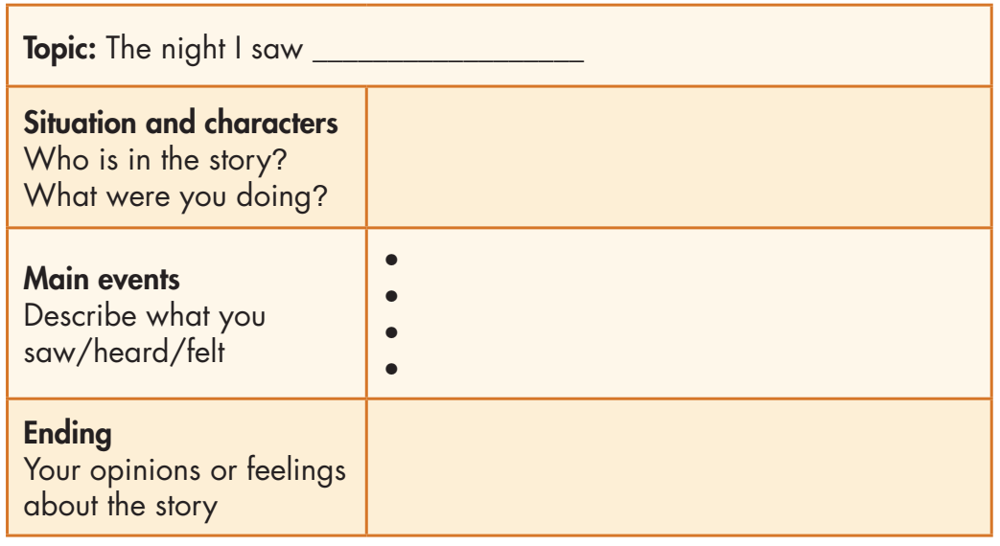 Topic: The night I saw __________________
Situation and characters
Who is in the story?
What were you doing?
Main events
Describe what you
saw/heard/felt
•
•
•
•
Ending
Your opinions or feelings
about the story